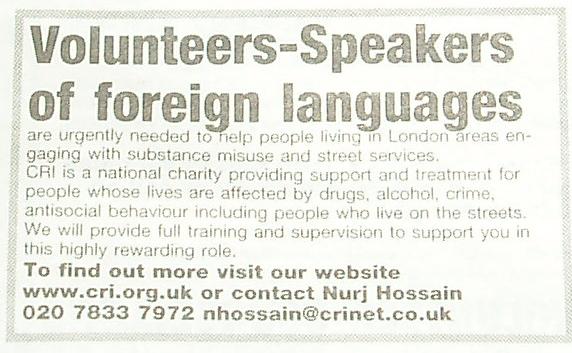 Volunteers-Speakers
of foreign languages
are urgently needed to help people living in London areas en-
gaging with substance misuse and street services.
CRI is a national charity providing support and treatment for
people whose lives are affected by drugs, alcohol, crime,
antisocial behaviour including people who live on the streets.
We will provide full training and supervision to support you in
this highly rewarding role.
To find out more visit our website
www.cri.org.uk or contact Nurj Hossain
020 7833 7972 nhossain@crinet.co.uk